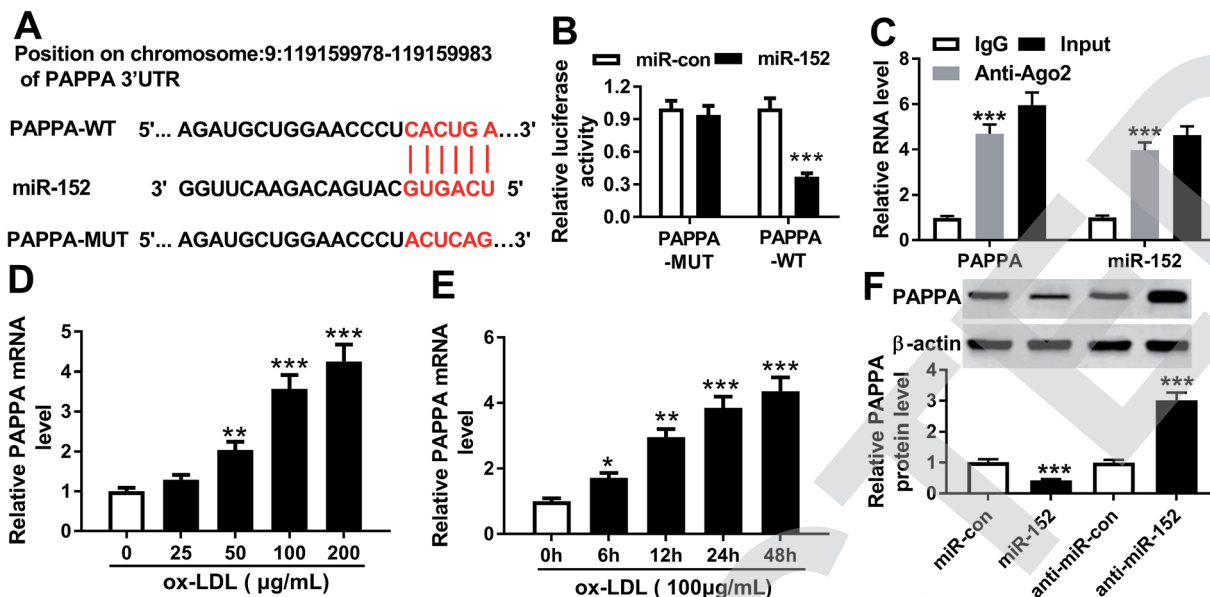 A
Position on chromosome:9:119159978-119159983
of PAPPA 3'UTR
PAPPA-WT 5'... AGAUGCUGGAACCCUCACUG A...3'
miR-152 3' GGUUCAAGACAGUACGUGACU 5'
PAPPA-MUT 5'... AGAUGCUGGAACCCUACUCAG...3'
B
miR-con miR-152
Relative luciferase
activity
1.2
0.9
0.6
0.3
0.0
***
PAPPA
-MUT
PAPPA
-WT
C
IgG Input
Anti-Ago2
Relative RNA level
8
6
4
2
0
***
***
PAPPA miR-152
D
Relative PAPPA mRNA
level
5
4
3
2
1
0
**
***
***
0 25 50 100 200
ox-LDL ( μg/mL)
E
Relative PAPPA mRNA
level
6
4
2
0
*
**
***
***
0h 6h 12h 24h 48h
ox-LDL ( 100μg/mL)
F
PAPPA
β-actin
Relative PAPPA
protein level
4
3
2
1
0
***
***
miR-con
miR-152
anti-miR-con
anti-miR-152